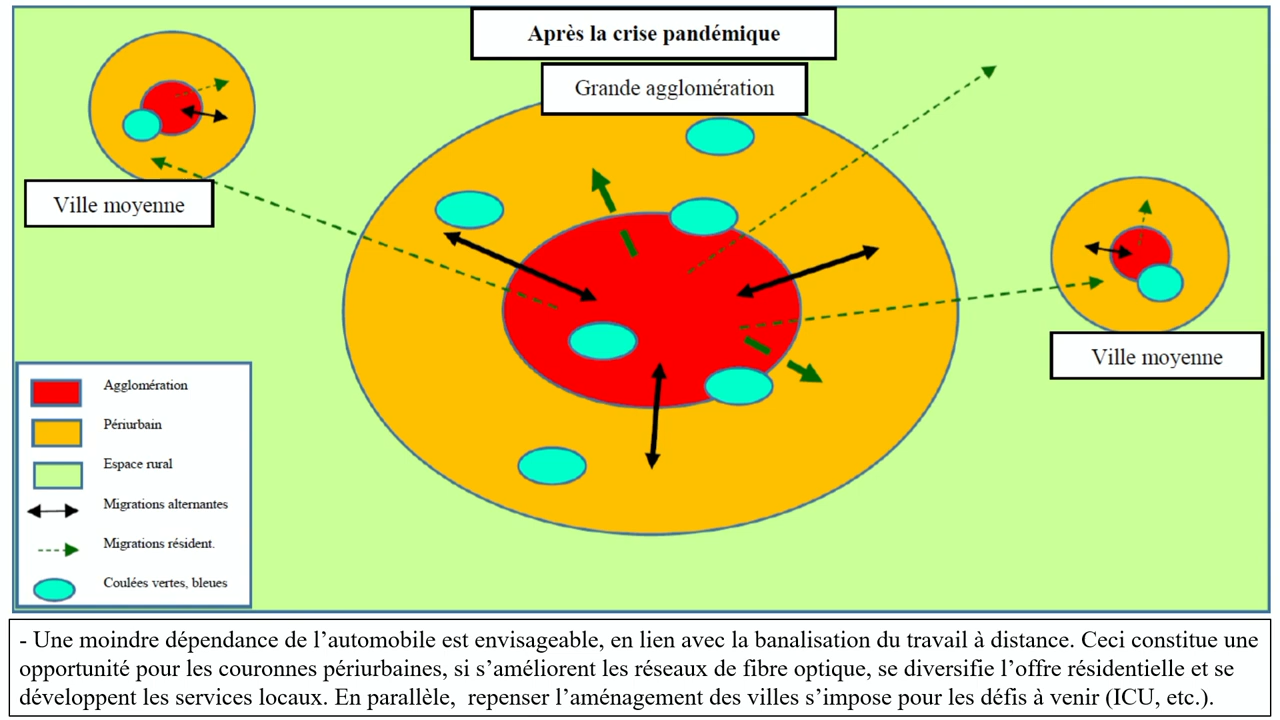 Après la crise pandémique
Grande agglomération
Ville moyenne
Ville moyenne
Agglomération
Périurbain
Espace rural
Migrations alternantes
Migrations résident.
Coulées vertes, bleues
- Une moindre dépendance de l’automobile est envisageable, en lien avec la banalisation du travail à distance. Ceci constitue une
opportunité pour les couronnes périurbaines, si s’améliorent les réseaux de fibre optique, se diversifie l’offre résidentielle et se
développent les services locaux. En parallèle, repenser l’aménagement des villes s’impose pour les défis à venir (ICU, etc.).